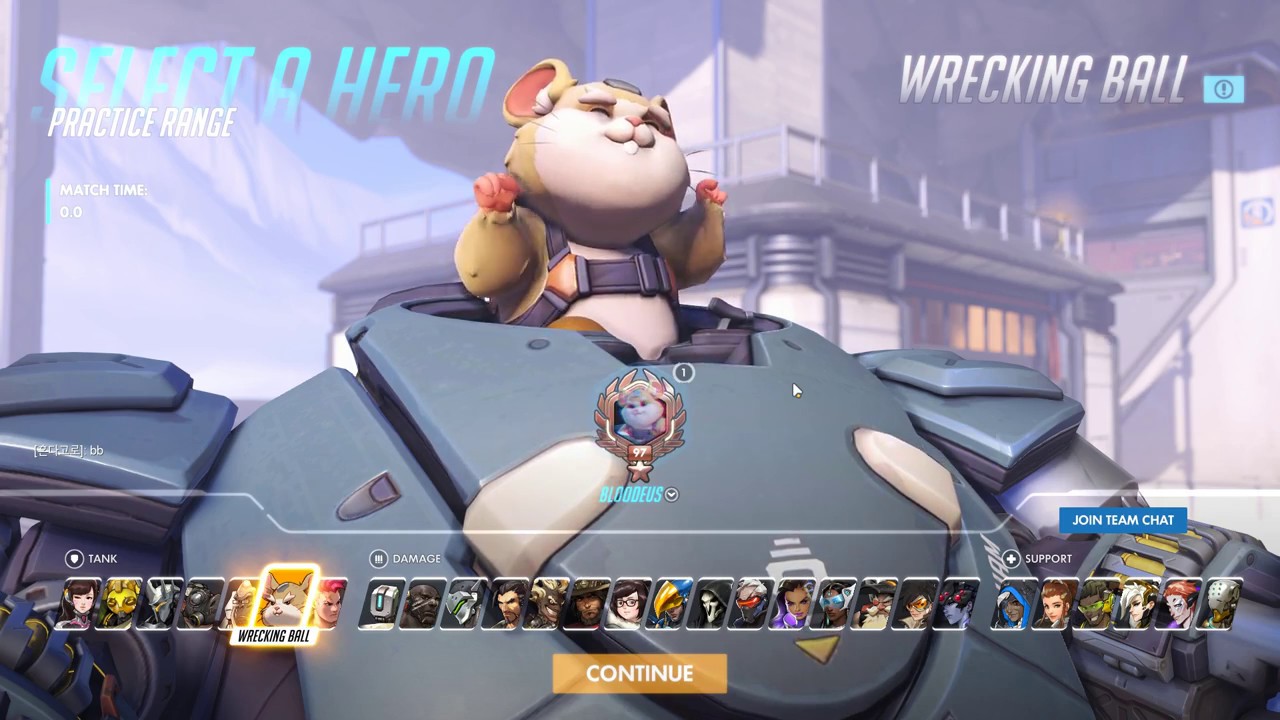 SELECT A HERO
PRACTICE RANGE
WRECKING BALL
MATCH TIME:
0.0
[혼다고로]: bb
1
97
BLOODEUS
JOIN TEAM CHAT
TANK
DAMAGE
SUPPORT
WRECKING BALL
CONTINUE